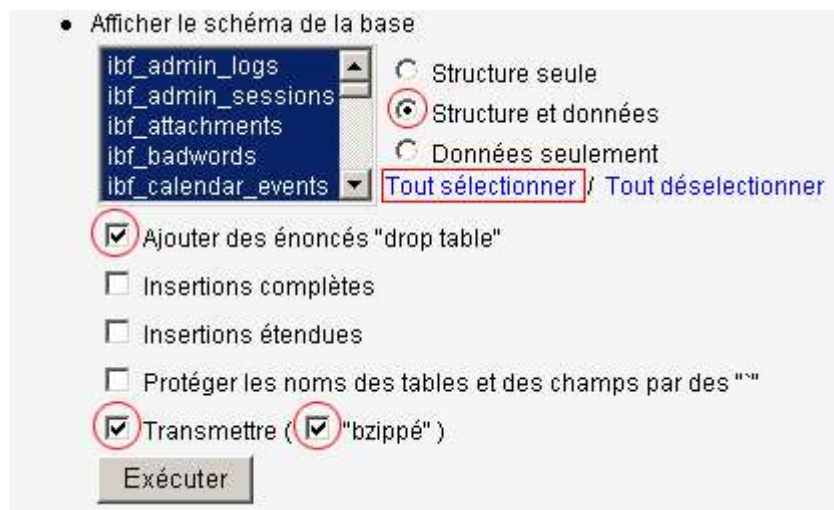 Afficher le schéma de la base
ibf_admin_logs
ibf_admin_sessions
ibf_attachments
ibf_badwords
ibf_calendar_events
Structure seule
Structure et données
Données seulement
Tout sélectionner / Tout déselectionner
Ajouter des énoncés "drop table"
Insertions complètes
Insertions étendues
Protéger les noms des tables et des champs par des "`"
Transmettre ( "bzippé" )
Exécuter